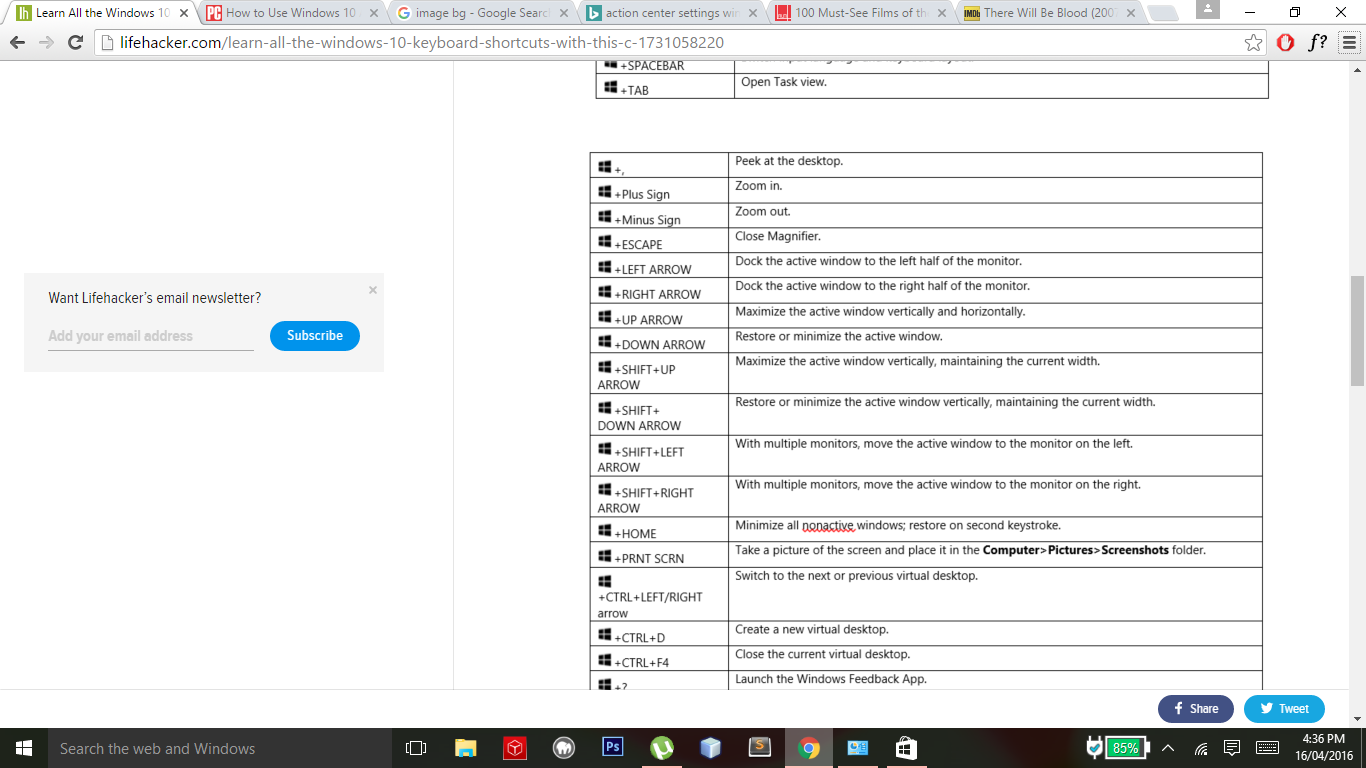 Learn All the Windows 10
How to Use Windows 10
image bg - Google Search
action center settings win
100 Must-See Films of th
There Will Be Blood (200
lifehacker.com/learn-all-the-windows-10-keyboard-shortcuts-with-this-c-1731058220
f?
+SPACEBAR
+TAB Open Task view.
+, Peek at the desktop.
+Plus Sign Zoom in.
+Minus Sign Zoom out.
+ESCAPE Close Magnifier.
+LEFT ARROW Dock the active window to the left half of the monitor.
+RIGHT ARROW Dock the active window to the right half of the monitor.
+UP ARROW Maximize the active window vertically and horizontally.
+DOWN ARROW Restore or minimize the active window.
+SHIFT+UP Maximize the active window vertically, maintaining the current width.
ARROW
+SHIFT+ Restore or minimize the active window vertically, maintaining the current width.
DOWN ARROW
+SHIFT+LEFT With multiple monitors, move the active window to the monitor on the left.
ARROW
+SHIFT+RIGHT With multiple monitors, move the active window to the monitor on the right.
ARROW
+HOME Minimize all nonactive windows; restore on second keystroke.
+PRNT SCRN Take a picture of the screen and place it in the Computer>Pictures>Screenshots folder.
Switch to the next or previous virtual desktop.
+CTRL+LEFT/RIGHT
arrow
+CTRL+D Create a new virtual desktop.
+CTRL+F4 Close the current virtual desktop.
+? Launch the Windows Feedback App.
Want Lifehacker's email newsletter?
Add your email address
Subscribe
Share
Tweet
Search the web and Windows
Ps
85%
4:36 PM
16/04/2016